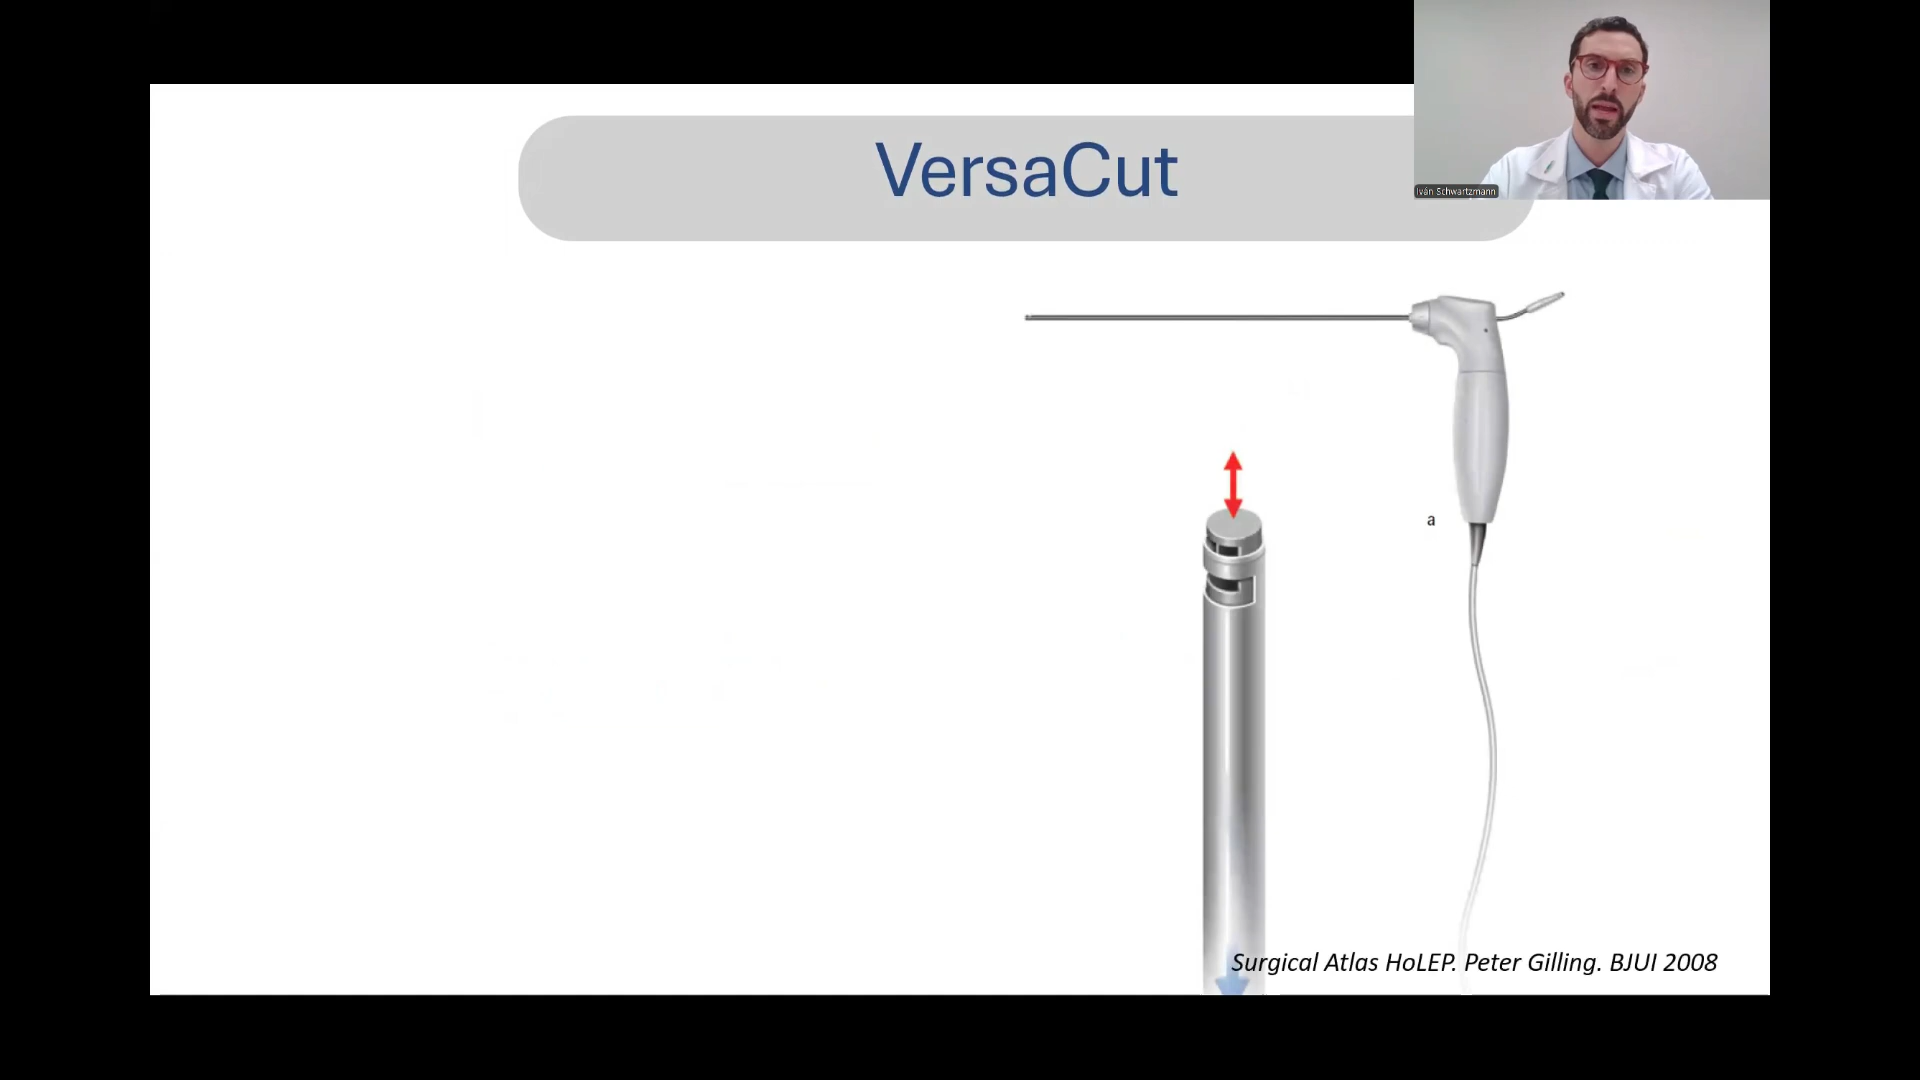 VersaCut
Iván Schwartzmann
a
Surgical Atlas HoLEP. Peter Gilling. BJUI 2008